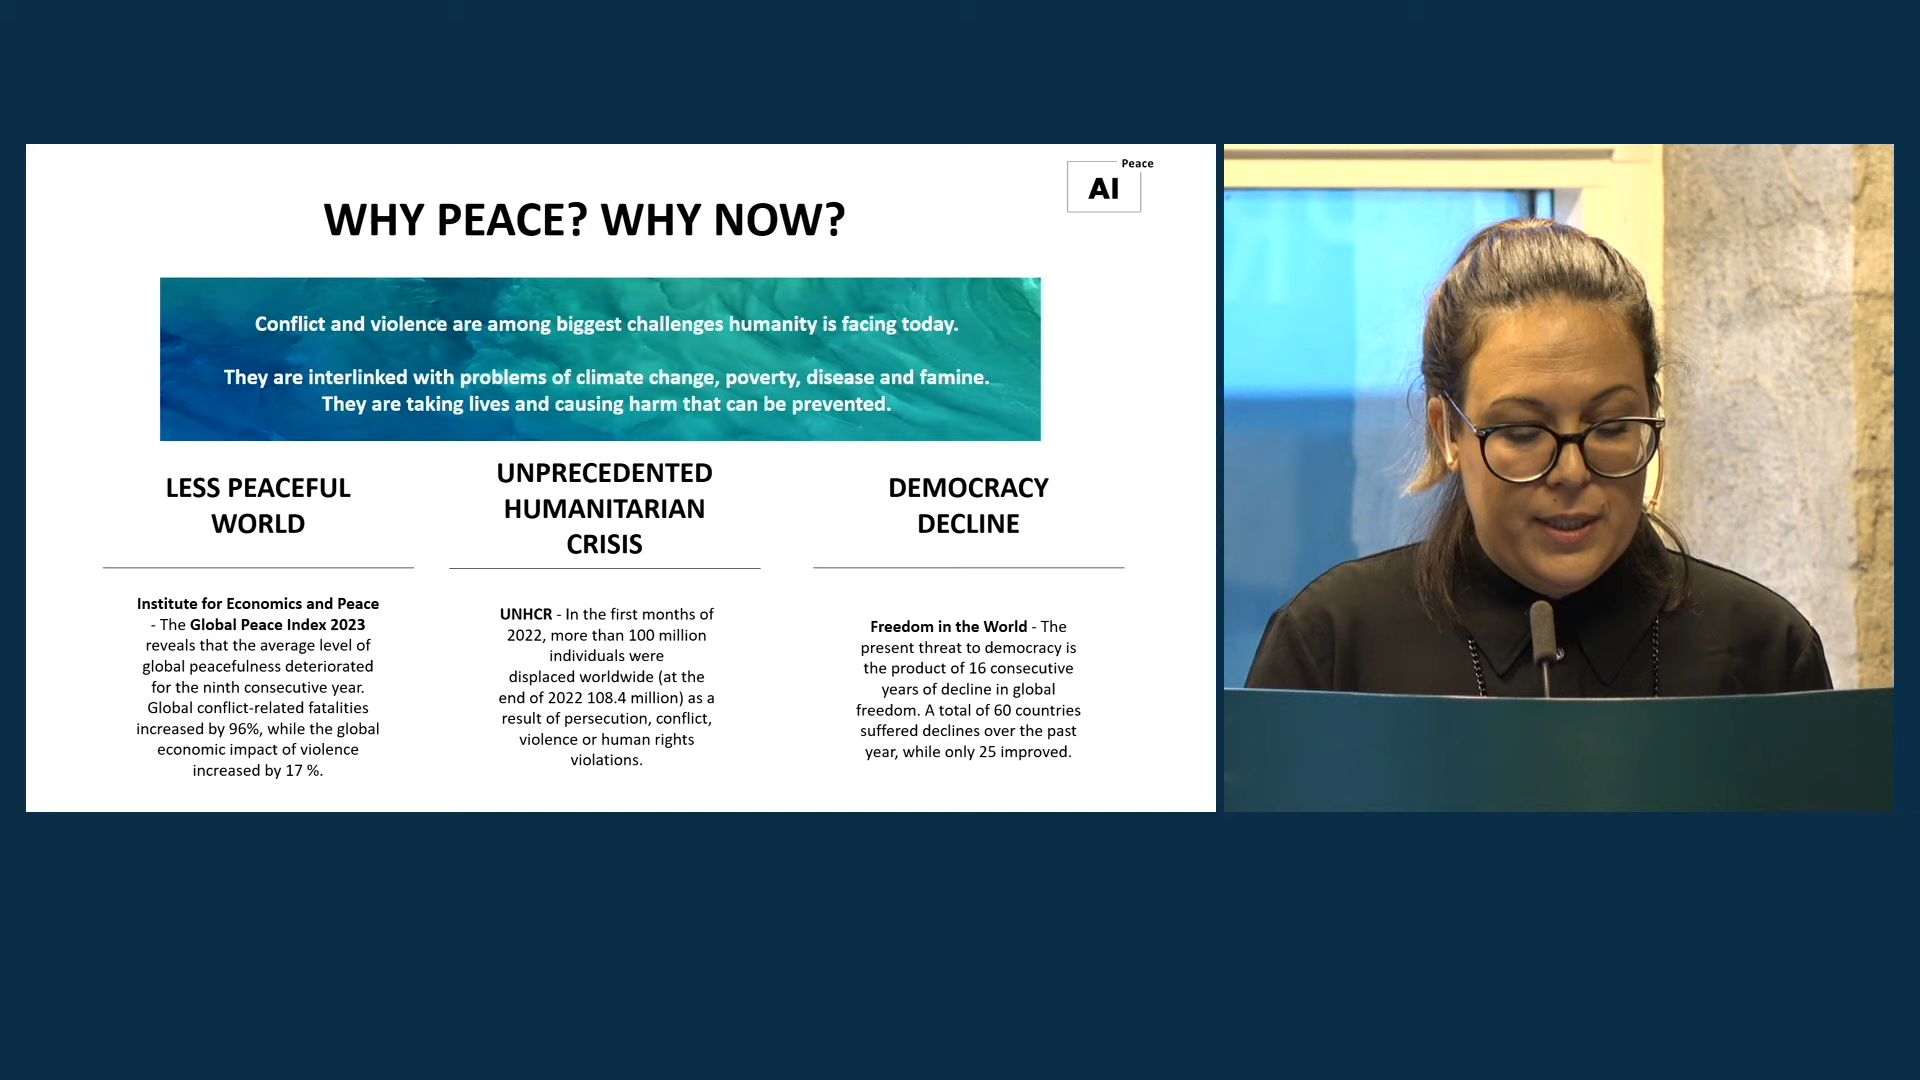 Peace
AI
WHY PEACE? WHY NOW?
Conflict and violence are among biggest challenges humanity is facing today.
They are interlinked with problems of climate change, poverty, disease and famine.
They are taking lives and causing harm that can be prevented.
LESS PEACEFUL
WORLD
Institute for Economics and Peace
- The Global Peace Index 2023
reveals that the average level of
global peacefulness deteriorated
for the ninth consecutive year.
Global conflict-related fatalities
increased by 96%, while the global
economic impact of violence
increased by 17 %.
UNPRECEDENTED
HUMANITARIAN
CRISIS
UNHCR - In the first months of
2022, more than 100 million
individuals were
displaced worldwide (at the
end of 2022 108.4 million) as a
result of persecution, conflict,
violence or human rights
violations.
DEMOCRACY
DECLINE
Freedom in the World - The
present threat to democracy is
the product of 16 consecutive
years of decline in global
freedom. A total of 60 countries
suffered declines over the past
year, while only 25 improved.